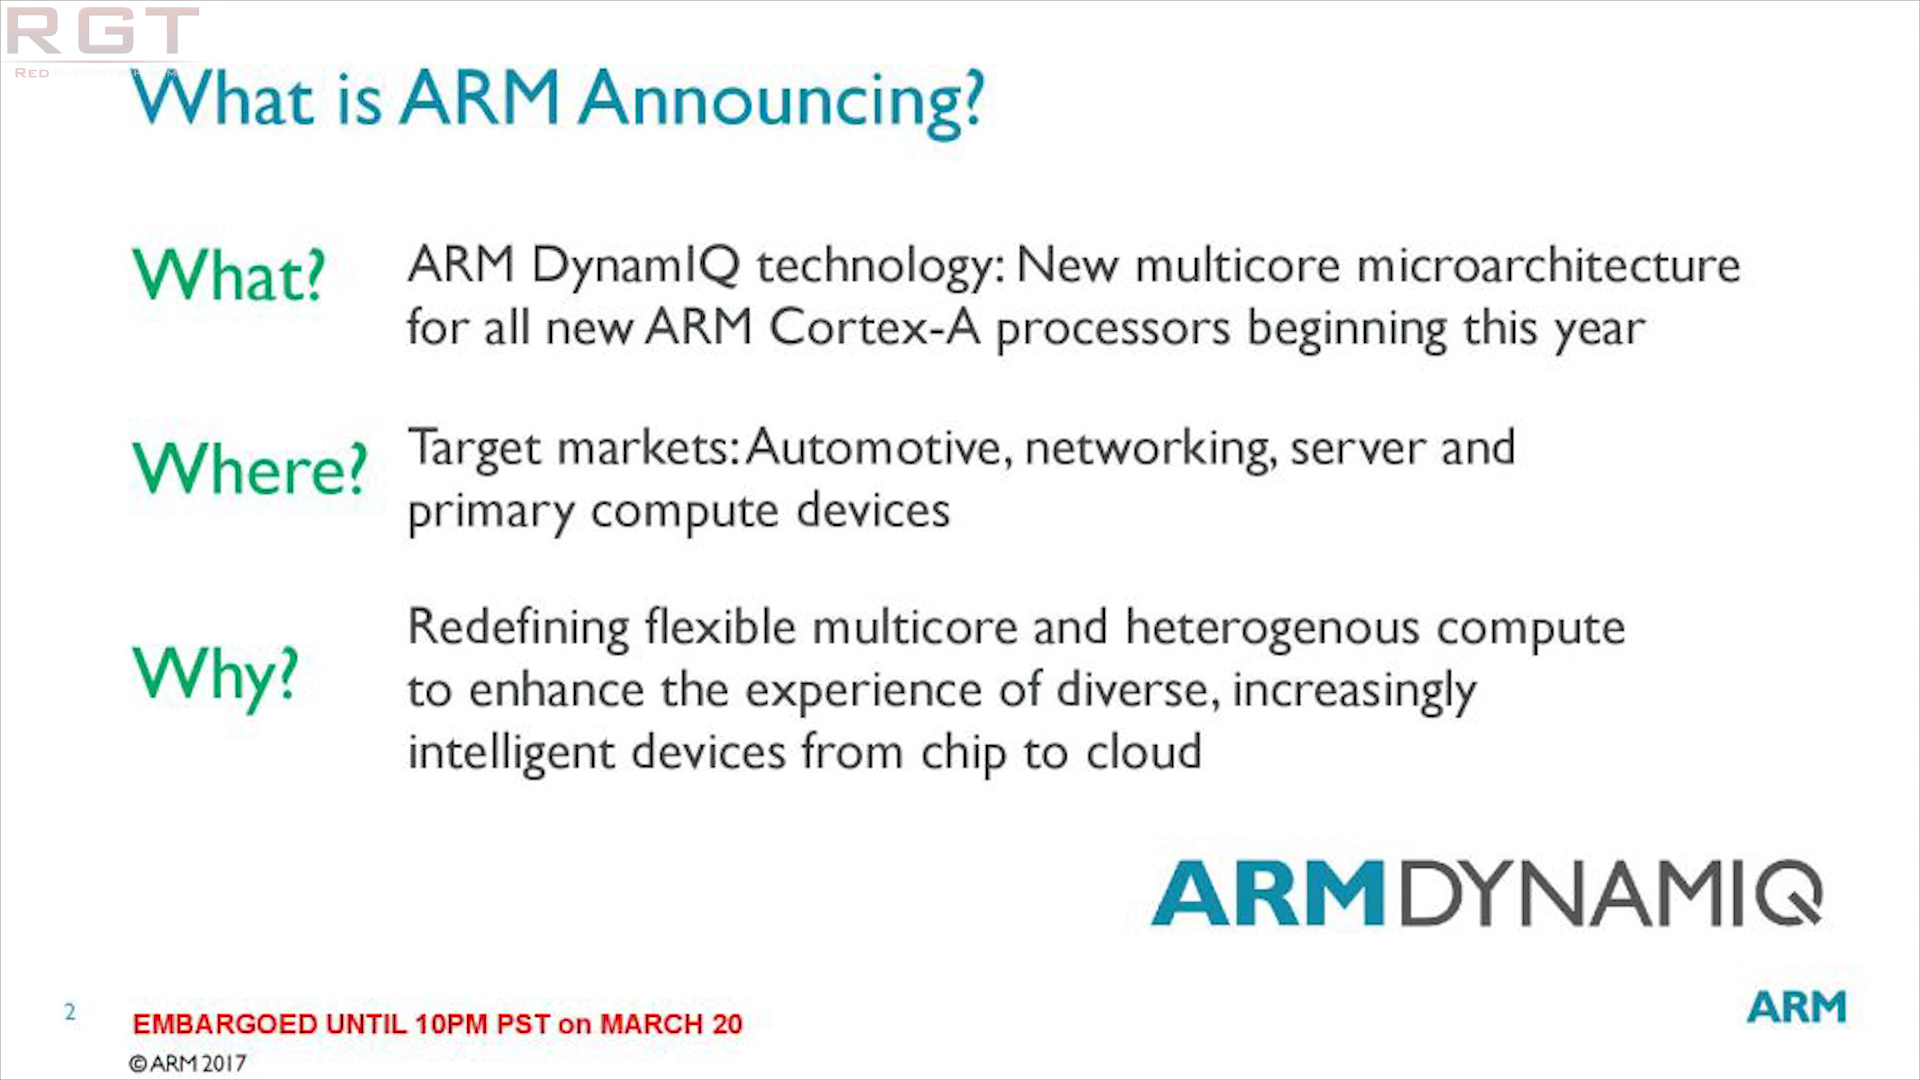 RGT
RED
What is ARM Announcing?
What?
ARM DynamIQ technology: New multicore microarchitecture
for all new ARM Cortex-A processors beginning this year
Where?
Target markets: Automotive, networking, server and
primary compute devices
Why?
Redefining flexible multicore and heterogenous compute
to enhance the experience of diverse, increasingly
intelligent devices from chip to cloud
ARM DYNAMIQ
2
EMBARGOED UNTIL 10PM PST on MARCH 20
ARM
© ARM 2017